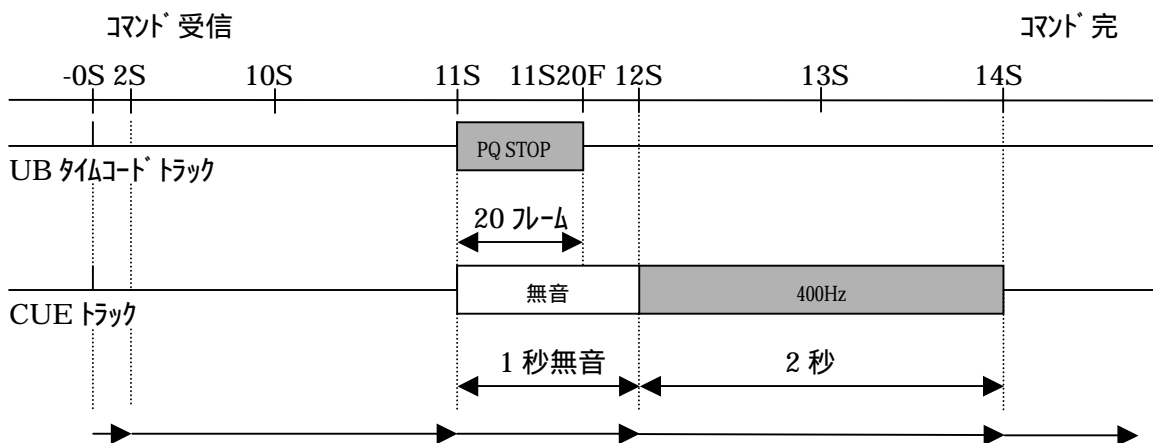 ｺﾏﾝﾄﾞ 受信 ｺﾏﾝﾄﾞ 完
-0S 2S 10S 11S 11S20F 12S 13S 14S
PQ STOP
UB ﾀｲﾑｺｰﾄﾞ ﾄﾗｯｸ
20 ﾌﾚｰﾑ
無音 400Hz
CUE ﾄﾗｯｸ
1 秒無音 2 秒